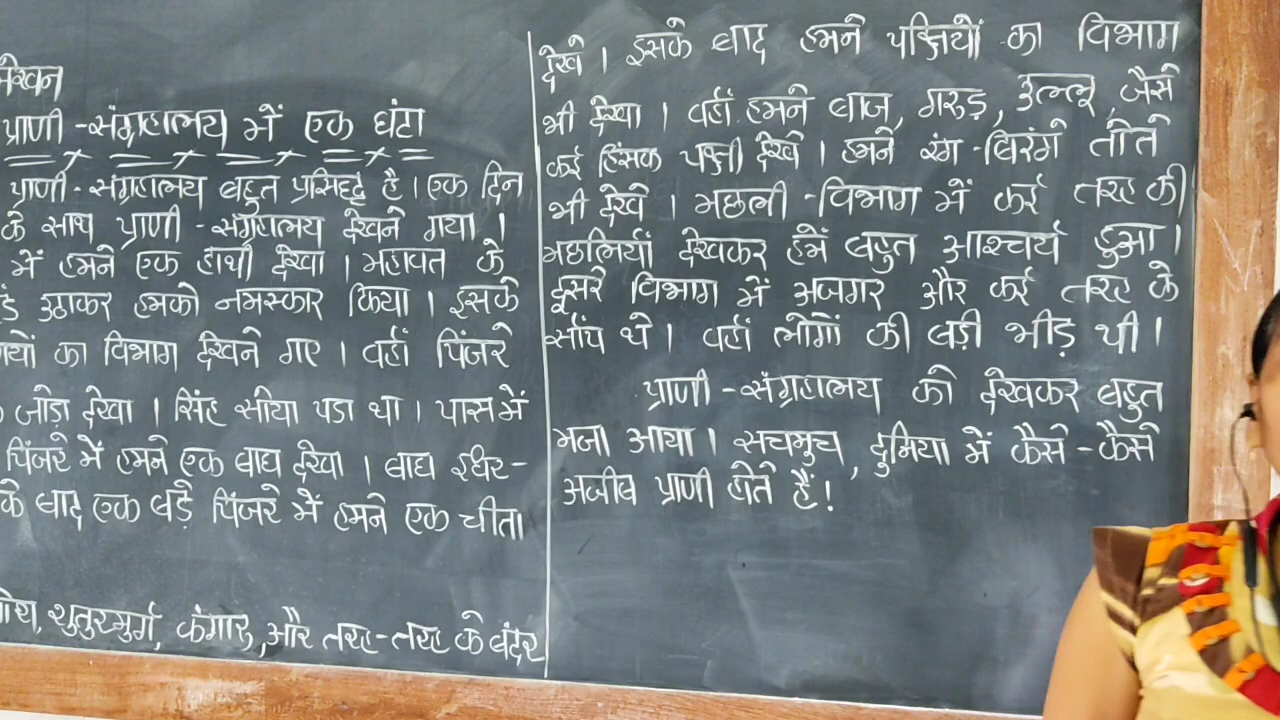 प्राणी-संग्रहालय में एक घंटा
प्राणी-संग्रहालय बहुत प्रसिद्ध है। एक दिन
के साथ प्राणी-संग्रहालय देखने गया।
में हमने एक हाथी देखा। महावत के
उठाकर हमको नमस्कार किया। इसके
का विभाग देखने गए। वहाँ पिंजरे
जोड़ा देखा। सिंह सोया पडा था। पास में
पिंजरे में हमने एक बाघ देखा। बाघ इधर-
के बाद एक बड़े पिंजरे में हमने एक चीता
शुतुरमुर्ग, कंगारू, और तरह-तरह के बंदर
देखे। इसके बाद हमने पक्षियों का विभाग
भी देखा। वहाँ हमने बाज, गरुड़, उल्लू, जैसे
कई हिंसक पक्षी देखे। हमने रंग-बिरंगे तोते
भी देखे। मछली-विभाग में कई तरह की
मछलियाँ देखकर हमें बहुत आश्चर्य हुआ।
दूसरे विभाग में अजगर और कई तरह के
साँप थे। वहाँ लोगों की बड़ी भीड़ थी।
प्राणी-संग्रहालय को देखकर बहुत
मजा आया। सचमुच, दुनिया में कैसे-कैसे
अजीब प्राणी होते हैं!